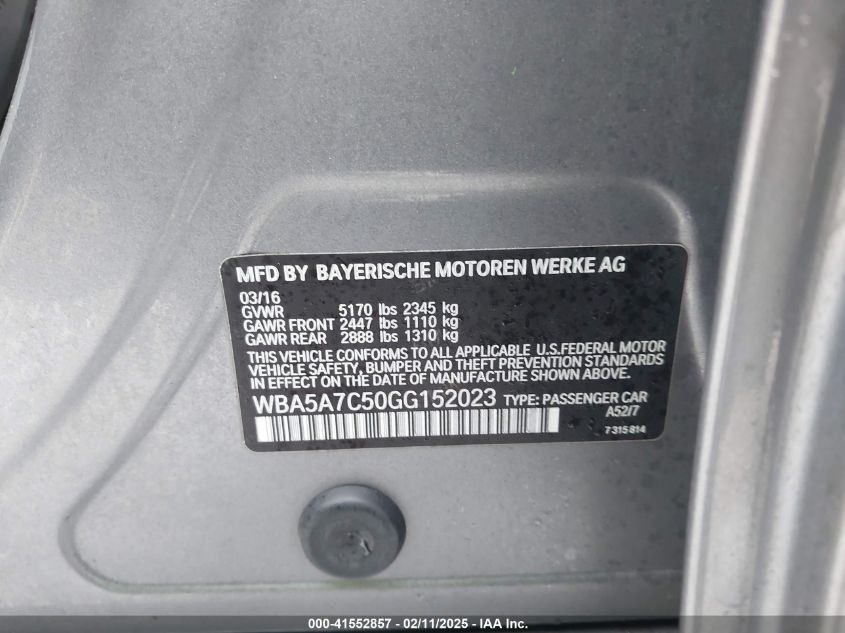 MFD BY BAYERISCHE MOTOREN WERKE AG
03/16
GVWR 5170 lbs 2345 kg
GAWR FRONT 2447 lbs 1110 kg
GAWR REAR 2888 lbs 1310 kg
THIS VEHICLE CONFORMS TO ALL APPLICABLE U.S.FEDERAL MOTOR
VEHICLE SAFETY, BUMPER AND THEFT PREVENTION STANDARDS
IN EFFECT ON THE DATE OF MANUFACTURE SHOWN ABOVE.
WBA5A7C50GG152023 TYPE: PASSENGER CAR
A52/7
7315814
000-41552857 - 02/11/2025 - IAA Inc.